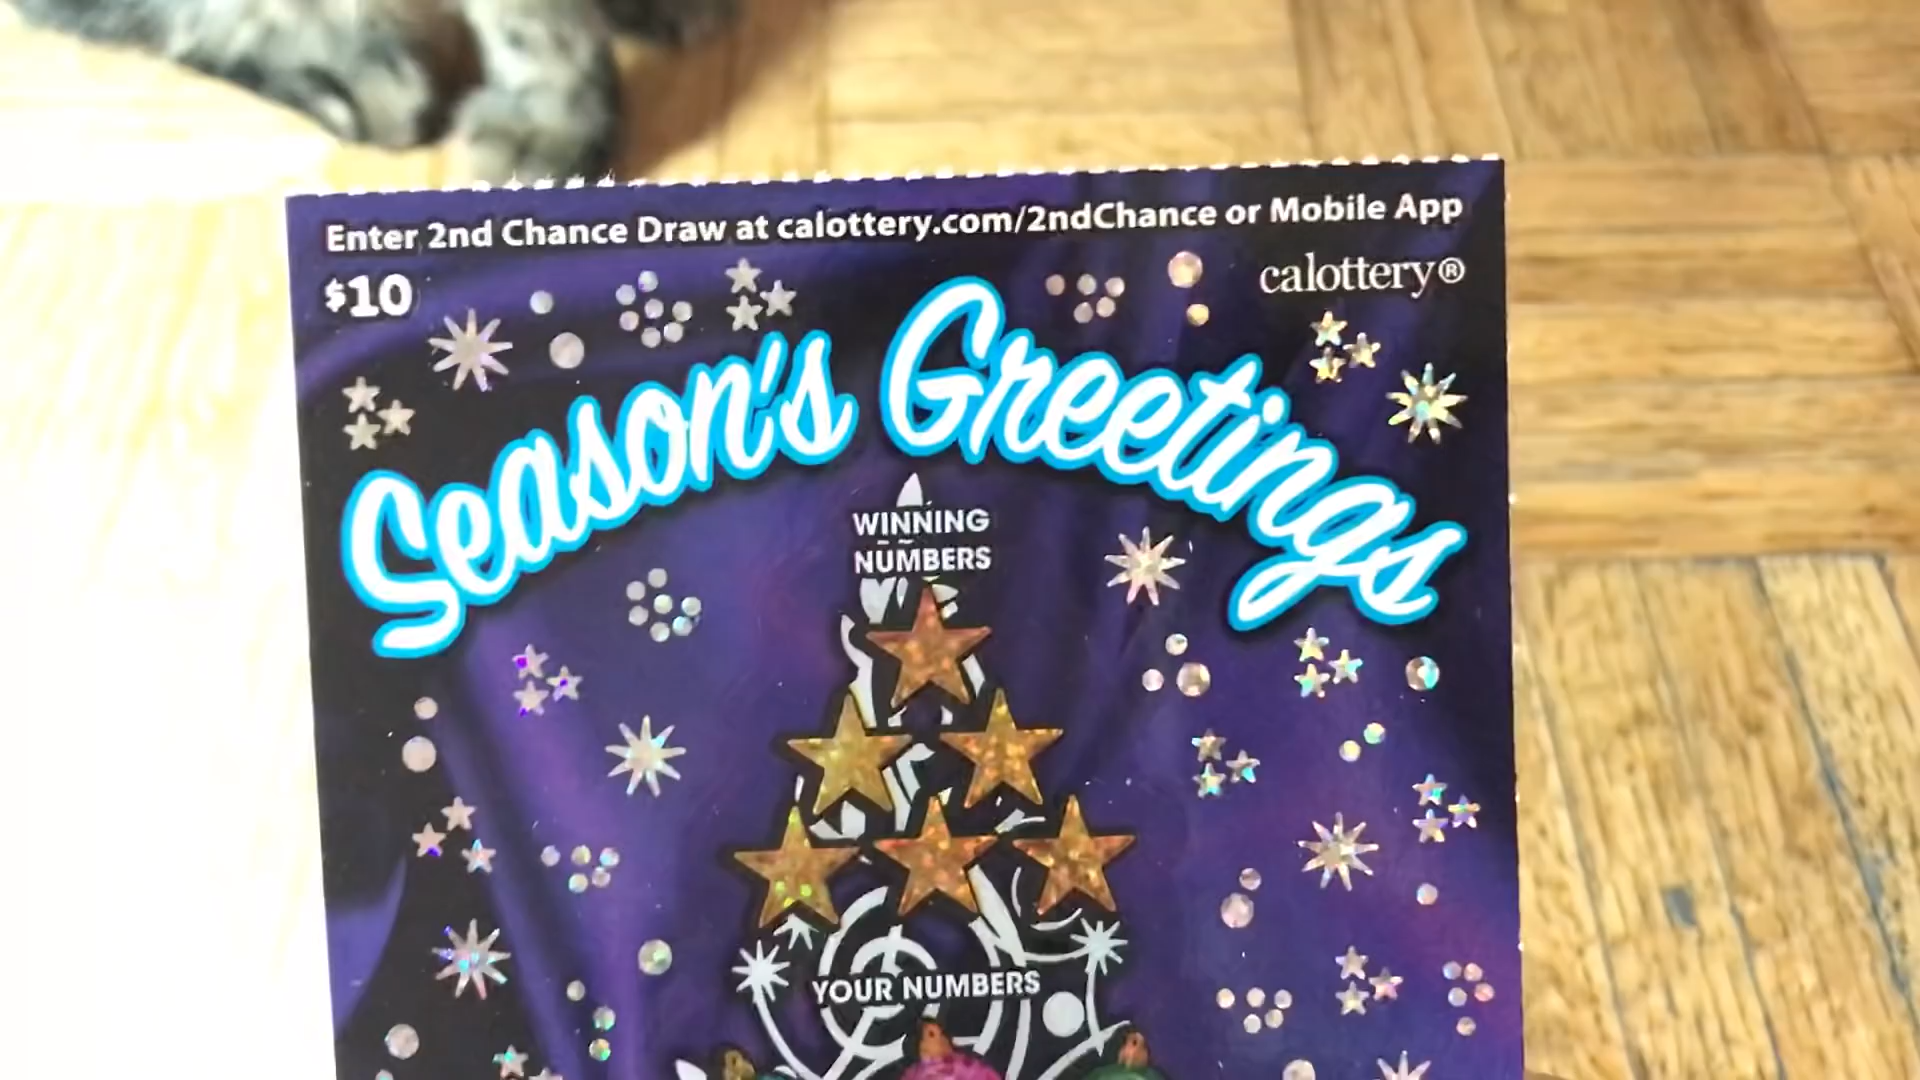 Enter 2nd Chance Draw at calottery.com/2ndChance or Mobile App
$10
calottery®
Season's Greetings
WINNING
NUMBERS
YOUR NUMBERS